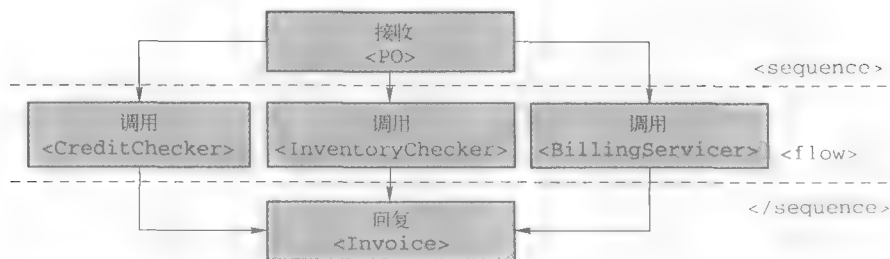 接收
<PO>
<sequence>
调用
<CreditChecker>
调用
<InventoryChecker>
调用
<BillingServicer>
<flow>
</sequence>
回复
<Invoice>